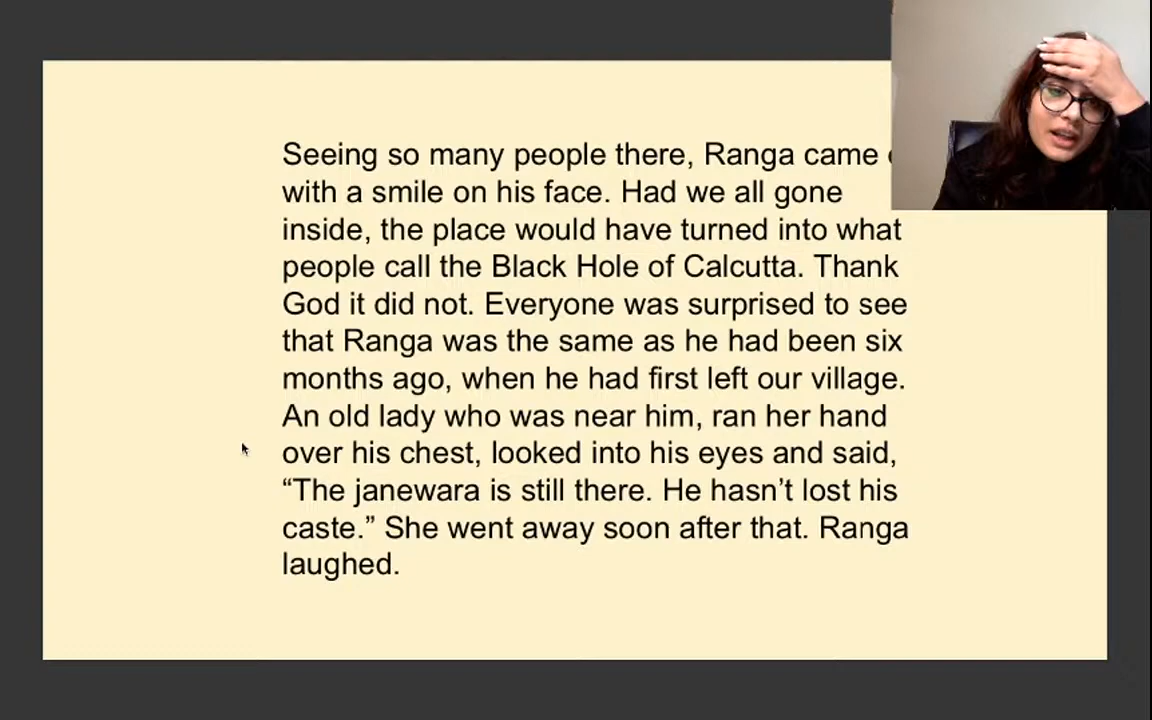 Seeing so many people there, Ranga came
with a smile on his face. Had we all gone
inside, the place would have turned into what
people call the Black Hole of Calcutta. Thank
God it did not. Everyone was surprised to see
that Ranga was the same as he had been six
months ago, when he had first left our village.
An old lady who was near him, ran her hand
over his chest, looked into his eyes and said,
“The janewara is still there. He hasn’t lost his
caste.” She went away soon after that. Ranga
laughed.